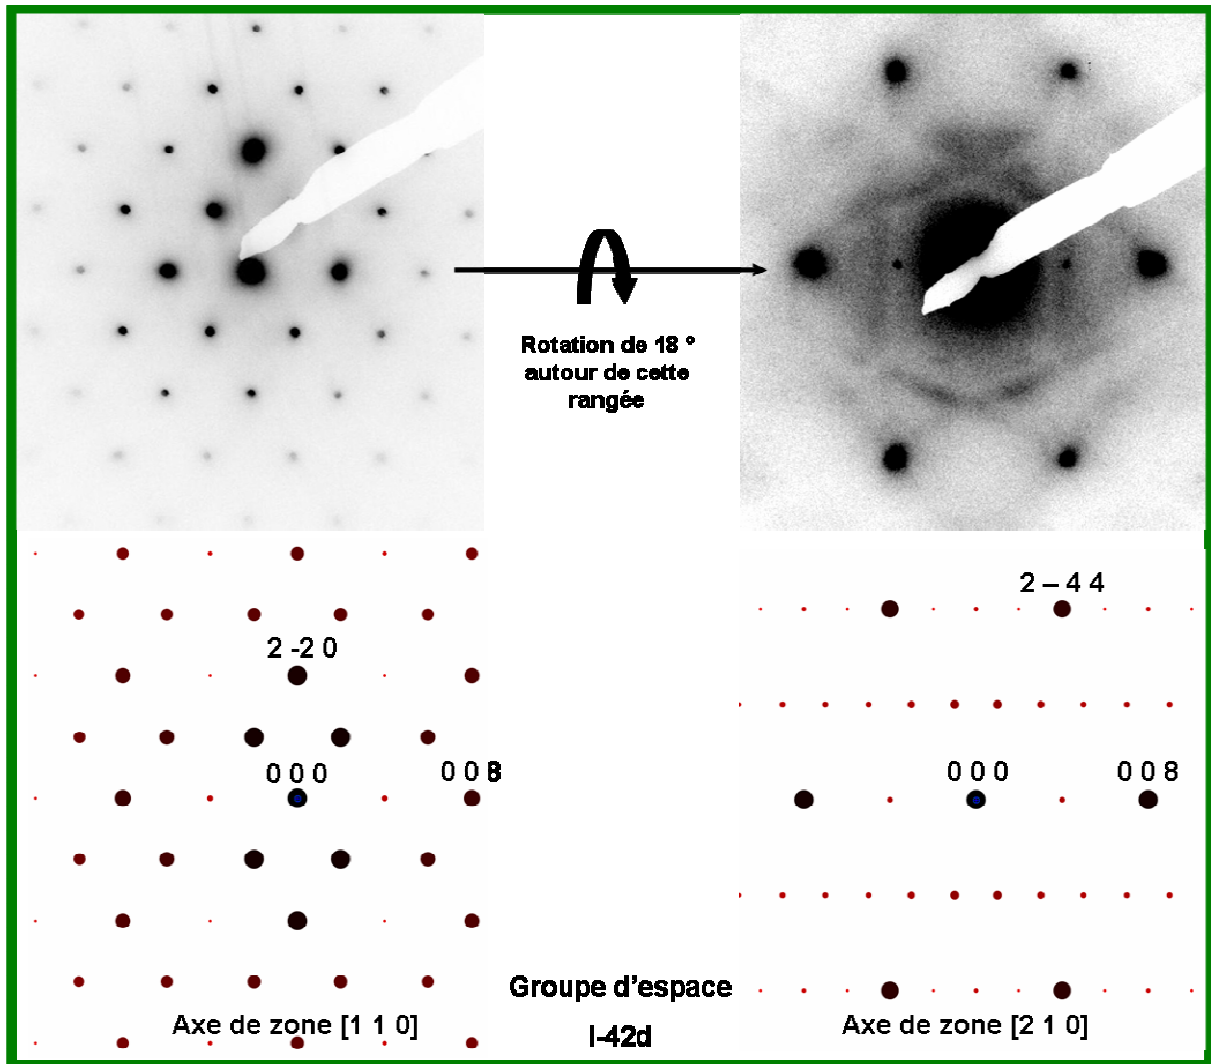 Rotation de 18 °
autour de cette
rangée
2 -2 0
0 0 0
0 0 8
Axe de zone [1 1 0]
2 – 4 4
0 0 0
0 0 8
Axe de zone [2 1 0]
Groupe d'espace
I-42d